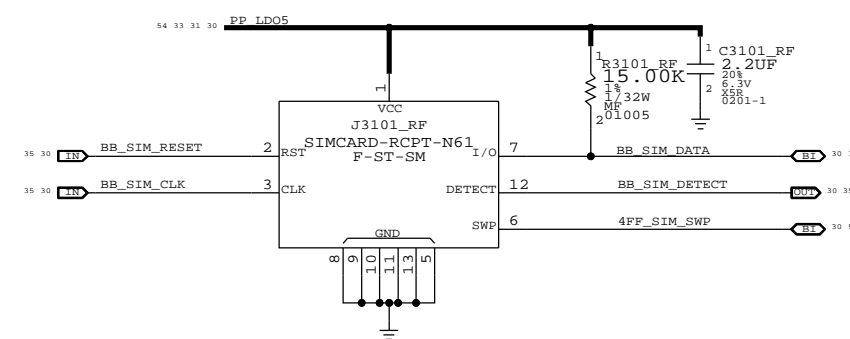 54 33 31 30 PP_LDO5
1 C3101_RF
2.2UF
20%
6.3V
X5R
0201-1
2
1 R3101_RF
15.00K
1%
1/32W
MF
01005
2
1
VCC
J3101_RF
SIMCARD-RCPT-N61
F-ST-SM
35 30 IN BB_SIM_RESET 2 RST
I/O 7 BB_SIM_DATA BI 30
35 30 IN BB_SIM_CLK 3 CLK
DETECT 12 BB_SIM_DETECT OUT 30 35
SWP 6 4FF_SIM_SWP BI 30
GND
8 9 10 11 13 5